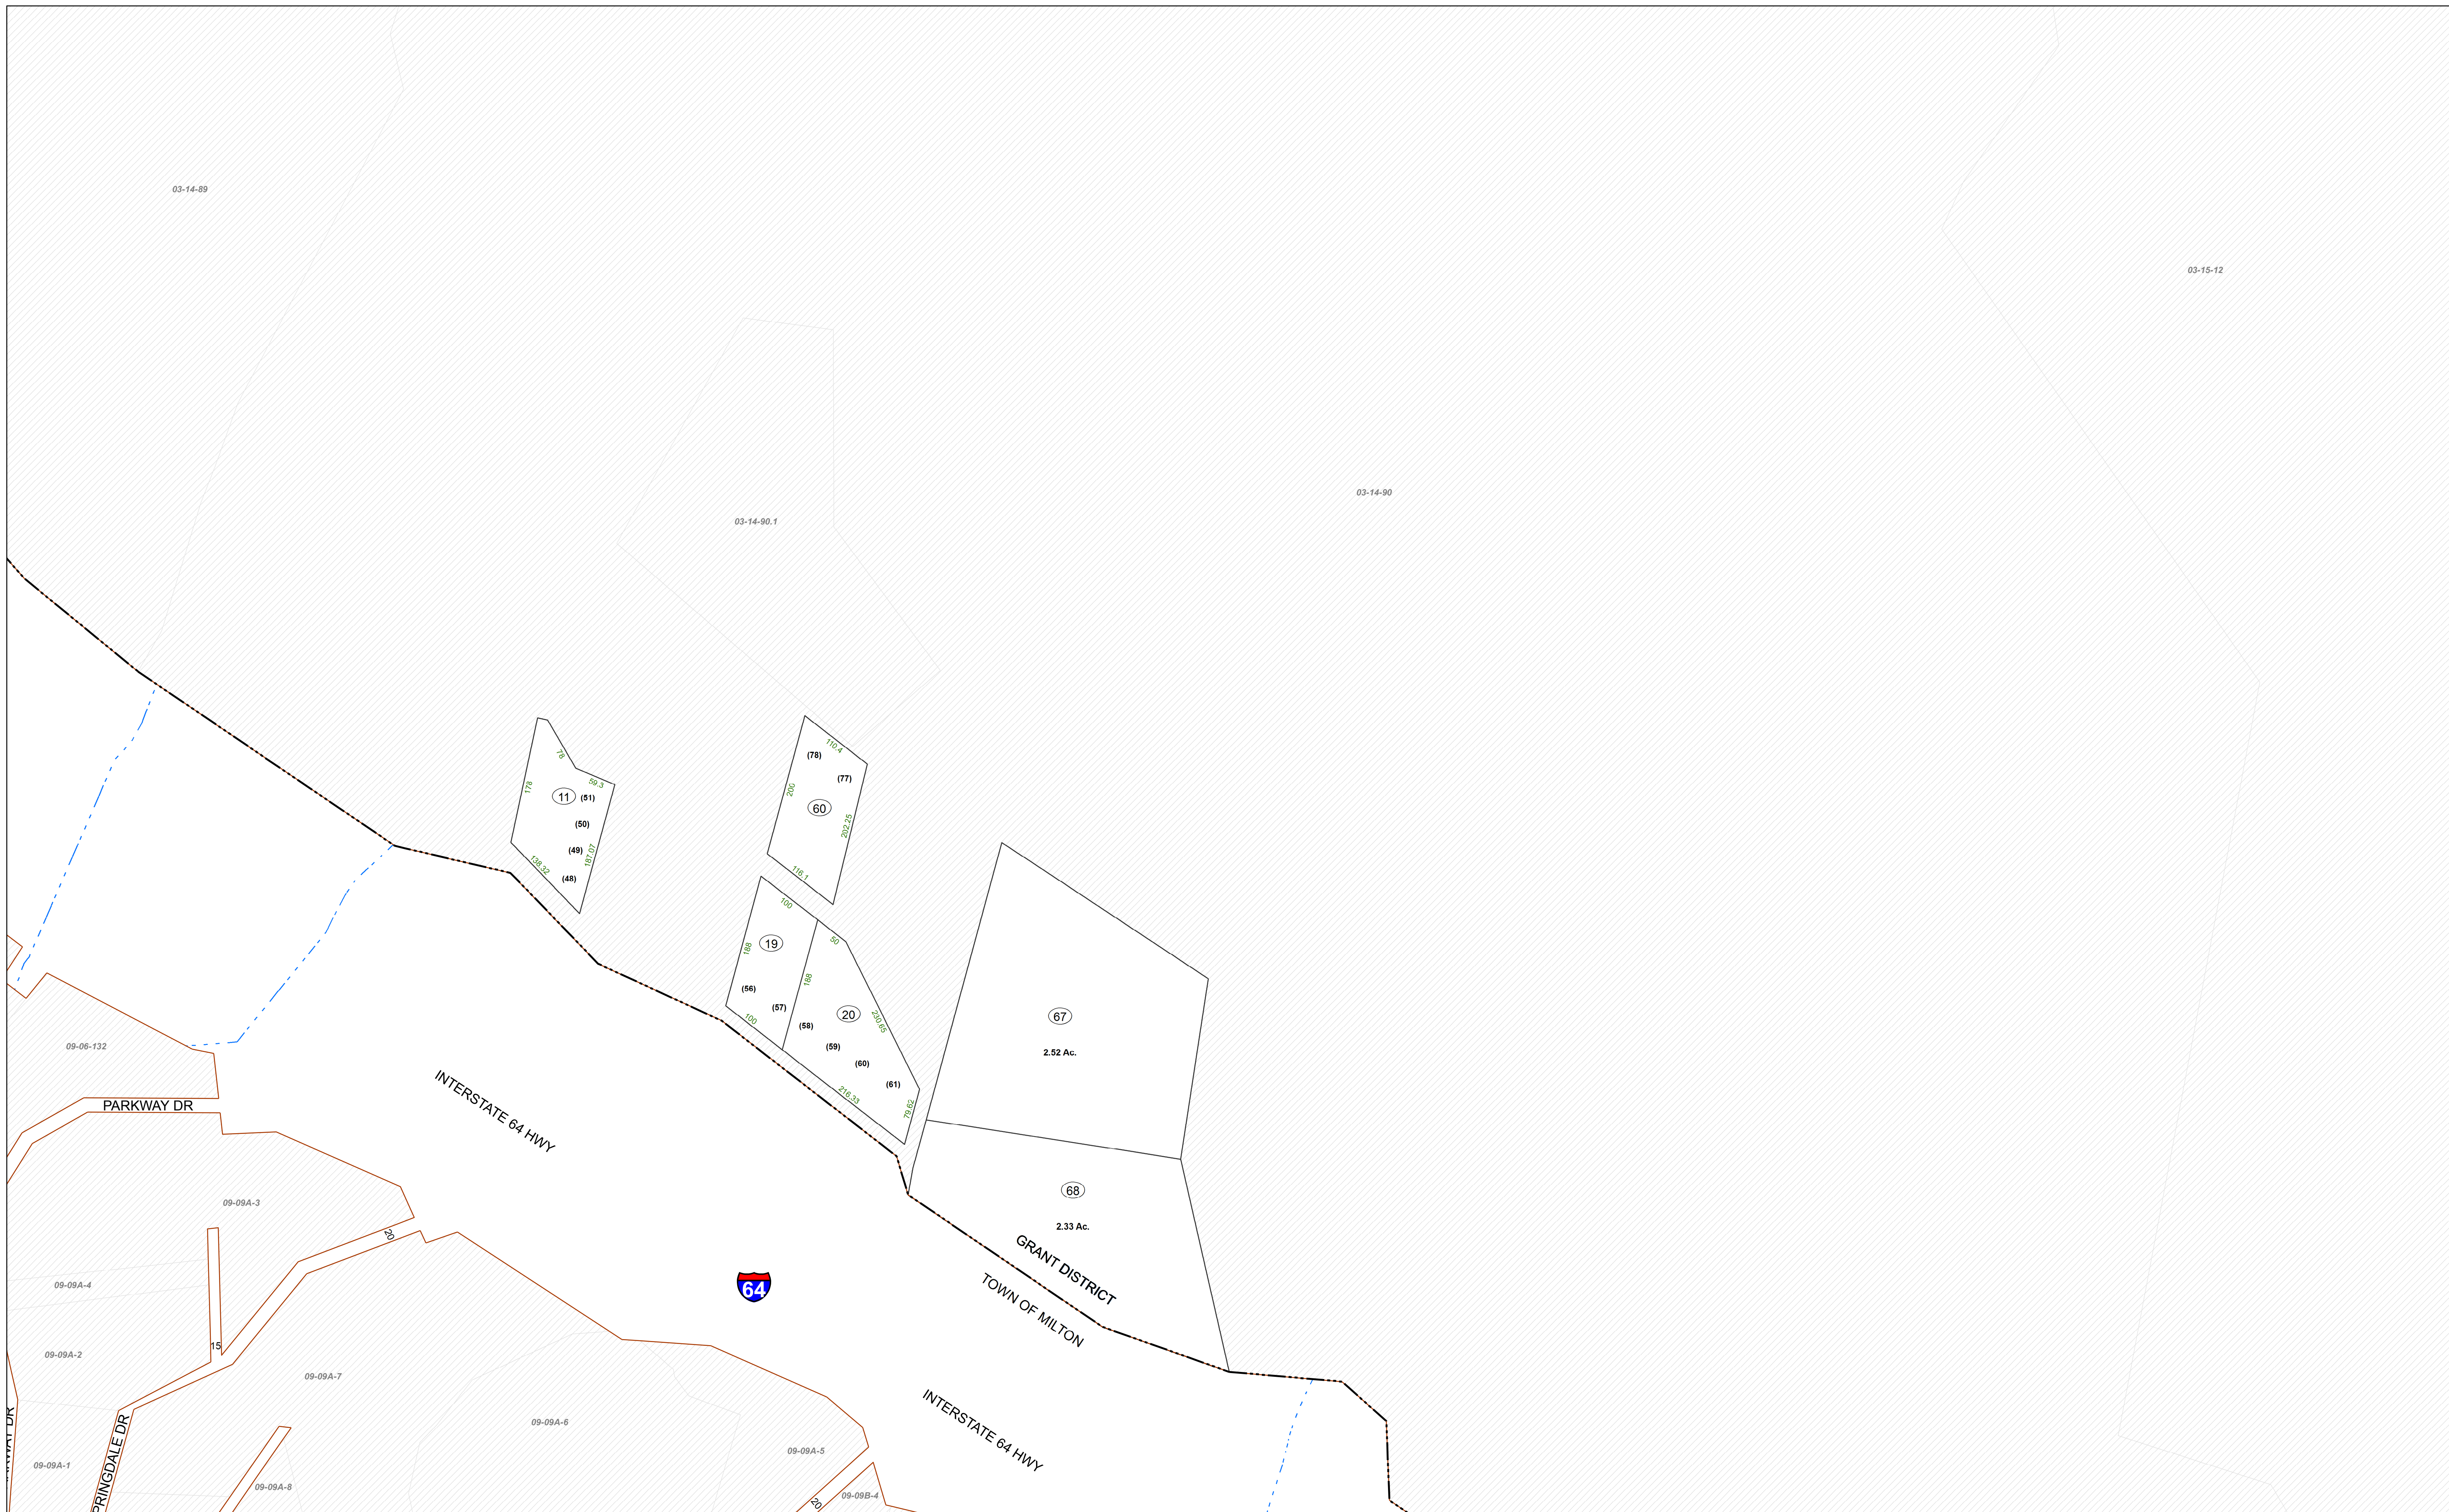 03-14-89
03-15-12
03-14-90
03-14-90.1
78
59.3
178
11
(51)
(50)
(49)
187.07
138.32
(48)
110.4
(78)
(77)
200
60
202.25
116.1
100
19
188
(56)
(57)
100
50
188
20
230.65
(58)
(59)
(60)
(61)
216.33
79.62
67
2.52 Ac.
68
2.33 Ac.
GRANT DISTRICT
TOWN OF MILTON
INTERSTATE 64 HWY
64
INTERSTATE 64 HWY
09-06-132
PARKWAY DR
09-09A-3
20
09-09A-4
15
09-09A-2
09-09A-7
09-09A-6
09-09A-5
DR
PRINGDALE DR
09-09A-1
09-09A-8
09-09B-4
20